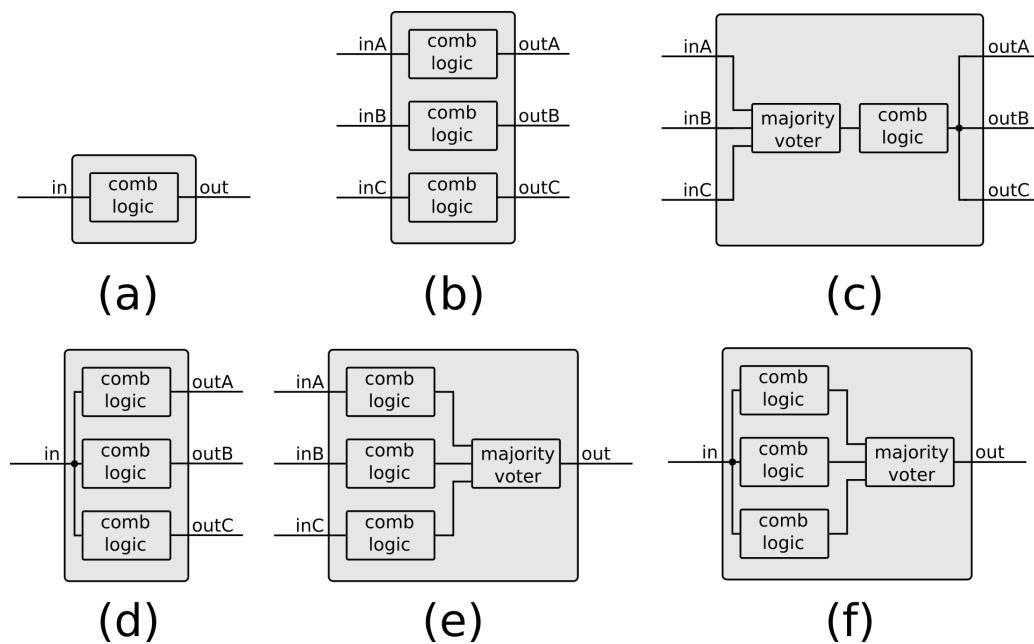 in
comb
logic
out
(a)
inA
comb
logic
outA
inB
comb
logic
outB
inC
comb
logic
outC
(b)
inA
inB
inC
majority
voter
comb
logic
outA
outB
outC
(c)
in
comb
logic
outA
comb
logic
outB
comb
logic
outC
(d)
inA
comb
logic
inB
comb
logic
inC
comb
logic
majority
voter
out
(e)
in
comb
logic
comb
logic
comb
logic
majority
voter
out
(f)